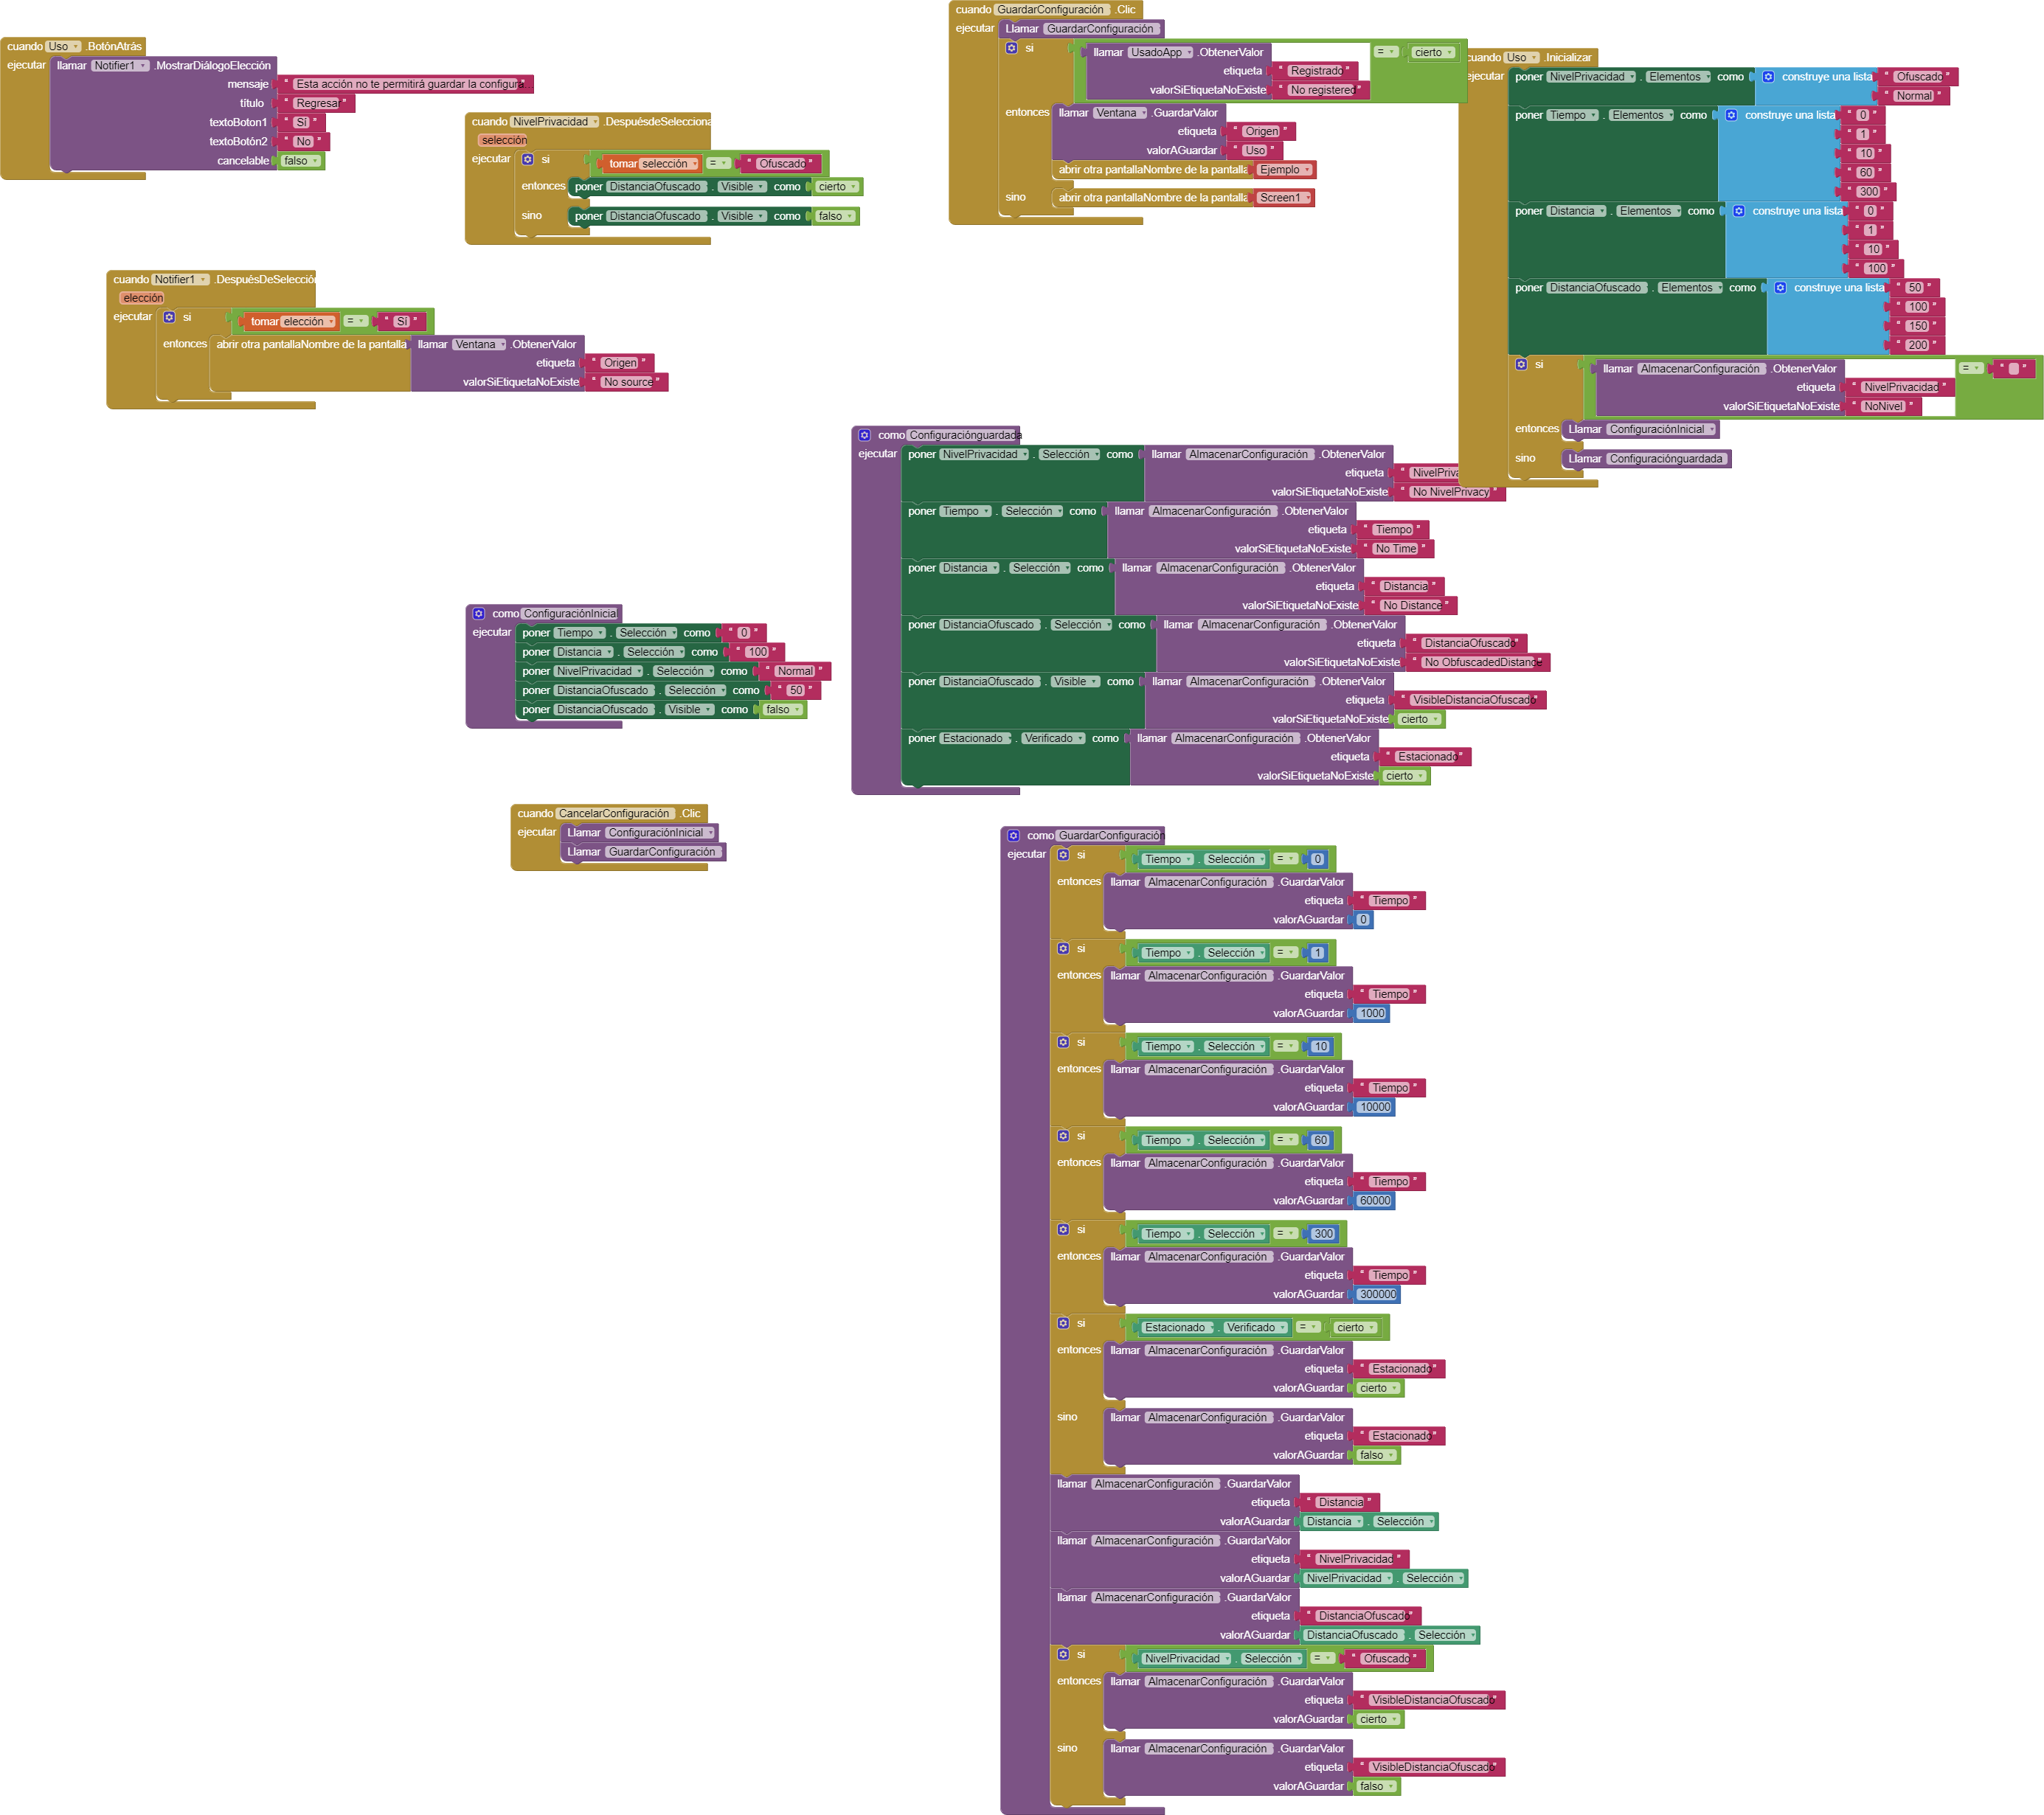 cuando Uso .BotónAtrás
ejecutar llamar Notifier1 .MostrarDiálogoElección
mensaje " Esta acción no te permitirá guardar la configura...
título " Regresar "
textoBoton1 " Sí "
textoBotón2 " No "
cancelable falso
cuando NivelPrivacidad .DespuésdeSelecciona
selección
ejecutar si tomar selección = " Ofuscado "
entonces poner DistanciaOfuscado . Visible como cierto
sino poner DistanciaOfuscado . Visible como falso
cuando Notifier1 .DespuésDeSelección
elección
ejecutar si tomar elección = " Sí "
entonces abrir otra pantallaNombre de la pantalla llamar Ventana .ObtenerValor
etiqueta " Origen "
valorSiEtiquetaNoExiste " No source "
cuando GuardarConfiguración .Clic
ejecutar Llamar GuardarConfiguración
si llamar UsadoApp .ObtenerValor = cierto
etiqueta " Registrado "
valorSiEtiquetaNoExiste " No registered "
entonces llamar Ventana .GuardarValor
etiqueta " Origen "
valorAGuardar " Uso "
abrir otra pantallaNombre de la pantalla Ejemplo
sino abrir otra pantallaNombre de la pantalla Screen1
cuando Uso .Inicializar
ejecutar poner NivelPrivacidad . Elementos como construye una lista " Ofuscado "
" Normal "
poner Tiempo . Elementos como construye una lista " 0 "
" 1 "
" 10 "
" 60 "
" 300 "
poner Distancia . Elementos como construye una lista " 0 "
" 1 "
" 10 "
" 100 "
poner DistanciaOfuscado . Elementos como construye una lista " 50 "
" 100 "
" 150 "
" 200 "
si llamar AlmacenarConfiguración .ObtenerValor = " "
etiqueta " NivelPrivacidad "
valorSiEtiquetaNoExiste " NoNivel "
entonces Llamar ConfiguraciónInicial
sino Llamar Configuraciónguardada
como Configuraciónguardada
ejecutar poner NivelPrivacidad . Selección como llamar AlmacenarConfiguración .ObtenerValor
etiqueta " NivelPriva
valorSiEtiquetaNoExiste " No NivelPrivacy "
poner Tiempo . Selección como llamar AlmacenarConfiguración .ObtenerValor
etiqueta " Tiempo "
valorSiEtiquetaNoExiste " No Time "
poner Distancia . Selección como llamar AlmacenarConfiguración .ObtenerValor
etiqueta " Distancia "
valorSiEtiquetaNoExiste " No Distance "
poner DistanciaOfuscado . Selección como llamar AlmacenarConfiguración .ObtenerValor
etiqueta " DistanciaOfuscado "
valorSiEtiquetaNoExiste " No ObfuscadedDistance "
poner DistanciaOfuscado . Visible como llamar AlmacenarConfiguración .ObtenerValor
etiqueta " VisibleDistanciaOfuscado "
valorSiEtiquetaNoExiste cierto
poner Estacionado . Verificado como llamar AlmacenarConfiguración .ObtenerValor
etiqueta " Estacionado "
valorSiEtiquetaNoExiste cierto
como ConfiguraciónInicia
ejecutar poner Tiempo . Selección como " 0 "
poner Distancia . Selección como " 100 "
poner NivelPrivacidad . Selección como " Normal "
poner DistanciaOfuscado . Selección como " 50 "
poner DistanciaOfuscado . Visible como falso
cuando CancelarConfiguración .Clic
ejecutar Llamar ConfiguraciónInicial
Llamar GuardarConfiguración
como GuardarConfiguración
ejecutar si Tiempo . Selección = 0
entonces llamar AlmacenarConfiguración .GuardarValor
etiqueta " Tiempo "
valorAGuardar 0
si Tiempo . Selección = 1
entonces llamar AlmacenarConfiguración .GuardarValor
etiqueta " Tiempo "
valorAGuardar 1000
si Tiempo . Selección = 10
entonces llamar AlmacenarConfiguración .GuardarValor
etiqueta " Tiempo "
valorAGuardar 10000
si Tiempo . Selección = 60
entonces llamar AlmacenarConfiguración .GuardarValor
etiqueta " Tiempo "
valorAGuardar 60000
si Tiempo . Selección = 300
entonces llamar AlmacenarConfiguración .GuardarValor
etiqueta " Tiempo "
valorAGuardar 300000
si Estacionado . Verificado = cierto
entonces llamar AlmacenarConfiguración .GuardarValor
etiqueta " Estacionado "
valorAGuardar cierto
sino llamar AlmacenarConfiguración .GuardarValor
etiqueta " Estacionado "
valorAGuardar falso
llamar AlmacenarConfiguración .GuardarValor
etiqueta " Distancia "
valorAGuardar Distancia . Selección
llamar AlmacenarConfiguración .GuardarValor
etiqueta " NivelPrivacidad "
valorAGuardar NivelPrivacidad . Selección
llamar AlmacenarConfiguración .GuardarValor
etiqueta " DistanciaOfuscado "
valorAGuardar DistanciaOfuscado . Selección
si NivelPrivacidad . Selección = " Ofuscado "
entonces llamar AlmacenarConfiguración .GuardarValor
etiqueta " VisibleDistanciaOfuscado "
valorAGuardar cierto
sino llamar AlmacenarConfiguración .GuardarValor
etiqueta " VisibleDistanciaOfuscado "
valorAGuardar falso